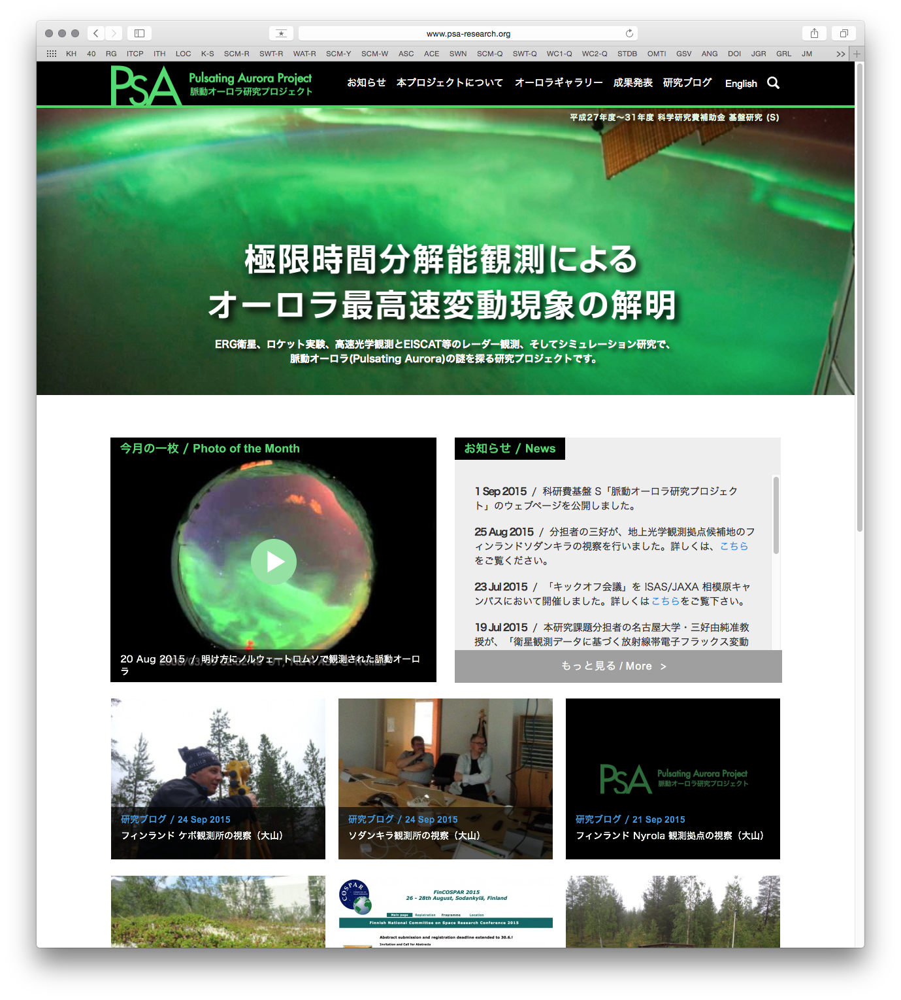 www.psa-research.org
KH 40 RG ITCP ITH LOC K-S SCM-R SWT-R WAT-R SCM-Y SCM-W ASC ACE SWN SCM-Q SWT-Q WC1-Q WC2-Q STDB OMTI GSV ANG DOI JGR GRL JM >> +
PsA Pulsating Aurora Project
脈動オーロラ研究プロジェクト
お知らせ 本プロジェクトについて オーロラギャラリー 成果発表 研究ブログ English
平成27年度〜31年度 科学研究費補助金 基盤研究 (S)
極限時間分解能観測による
オーロラ最高速変動現象の解明
ERG衛星、ロケット実験、高速光学観測とEISCAT等のレーダー観測、そしてシミュレーション研究で、
脈動オーロラ(Pulsating Aurora)の謎を探る研究プロジェクトです。
今月の一枚 / Photo of the Month
20 Aug 2015 / 明け方にノルウェートロムソで観測された脈動オーロ
ラ
お知らせ / News
1 Sep 2015 / 科研費基盤 S「脈動オーロラ研究プロジェク
ト」のウェブページを公開しました。
25 Aug 2015 / 分担者の三好が、地上光学観測拠点候補地のフ
ィンランドソダンキラの視察を行いました。詳しくは、こちら
をご覧ください。
23 Jul 2015 / 「キックオフ会議」を ISAS/JAXA 相模原キャ
ンパスにおいて開催しました。詳しくはこちらをご覧下さい。
19 Jul 2015 / 本研究課題分担者の名古屋大学・三好由純准教
授が、「衛星観測データに基づく放射線帯電子フラックス変動
もっと見る / More >
研究ブログ / 24 Sep 2015
フィンランド ケボ観測所の視察（大山）
研究ブログ / 24 Sep 2015
ソダンキラ観測所の視察（大山）
PsA Pulsating Aurora Project
脈動オーロラ研究プロジェクト
研究ブログ / 21 Sep 2015
フィンランド Nyrola 観測拠点の視察（大山）
COSPAR
FinCOSPAR 2015
26 - 28th August, Sodankylä, Finland
Main page Registration Programme Location
Finnish National Committee on Space Research Conference 2015
Abstract submission and registration deadline extended to 30.6.!
Invitation and Call for Abstracts